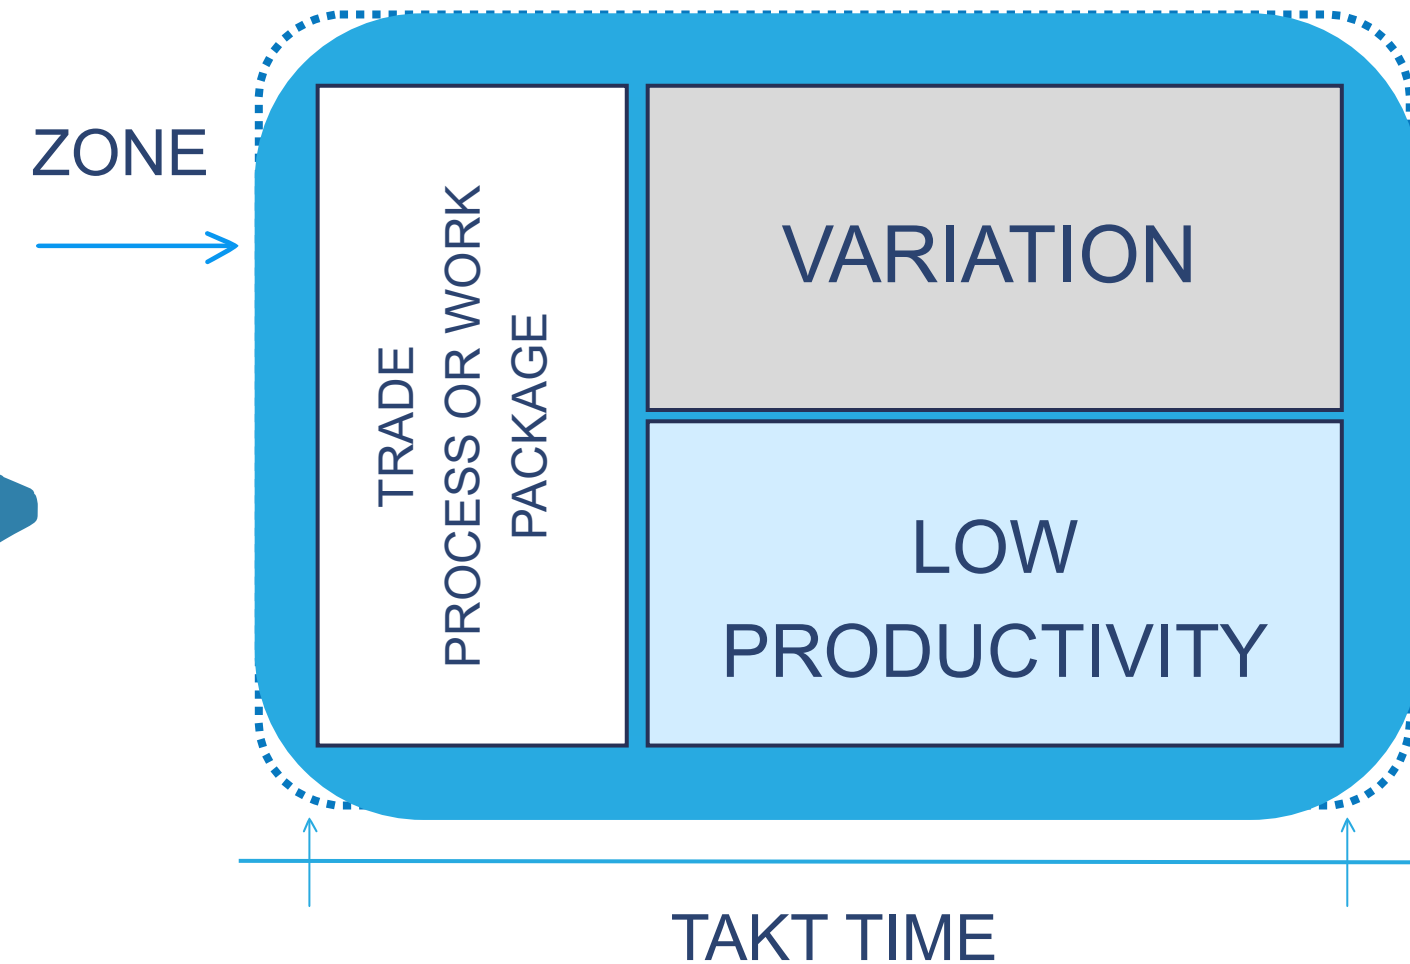 ZONE
TRADE
PROCESS OR WORK
PACKAGE
VARIATION
LOW
PRODUCTIVITY
TAKT TIME